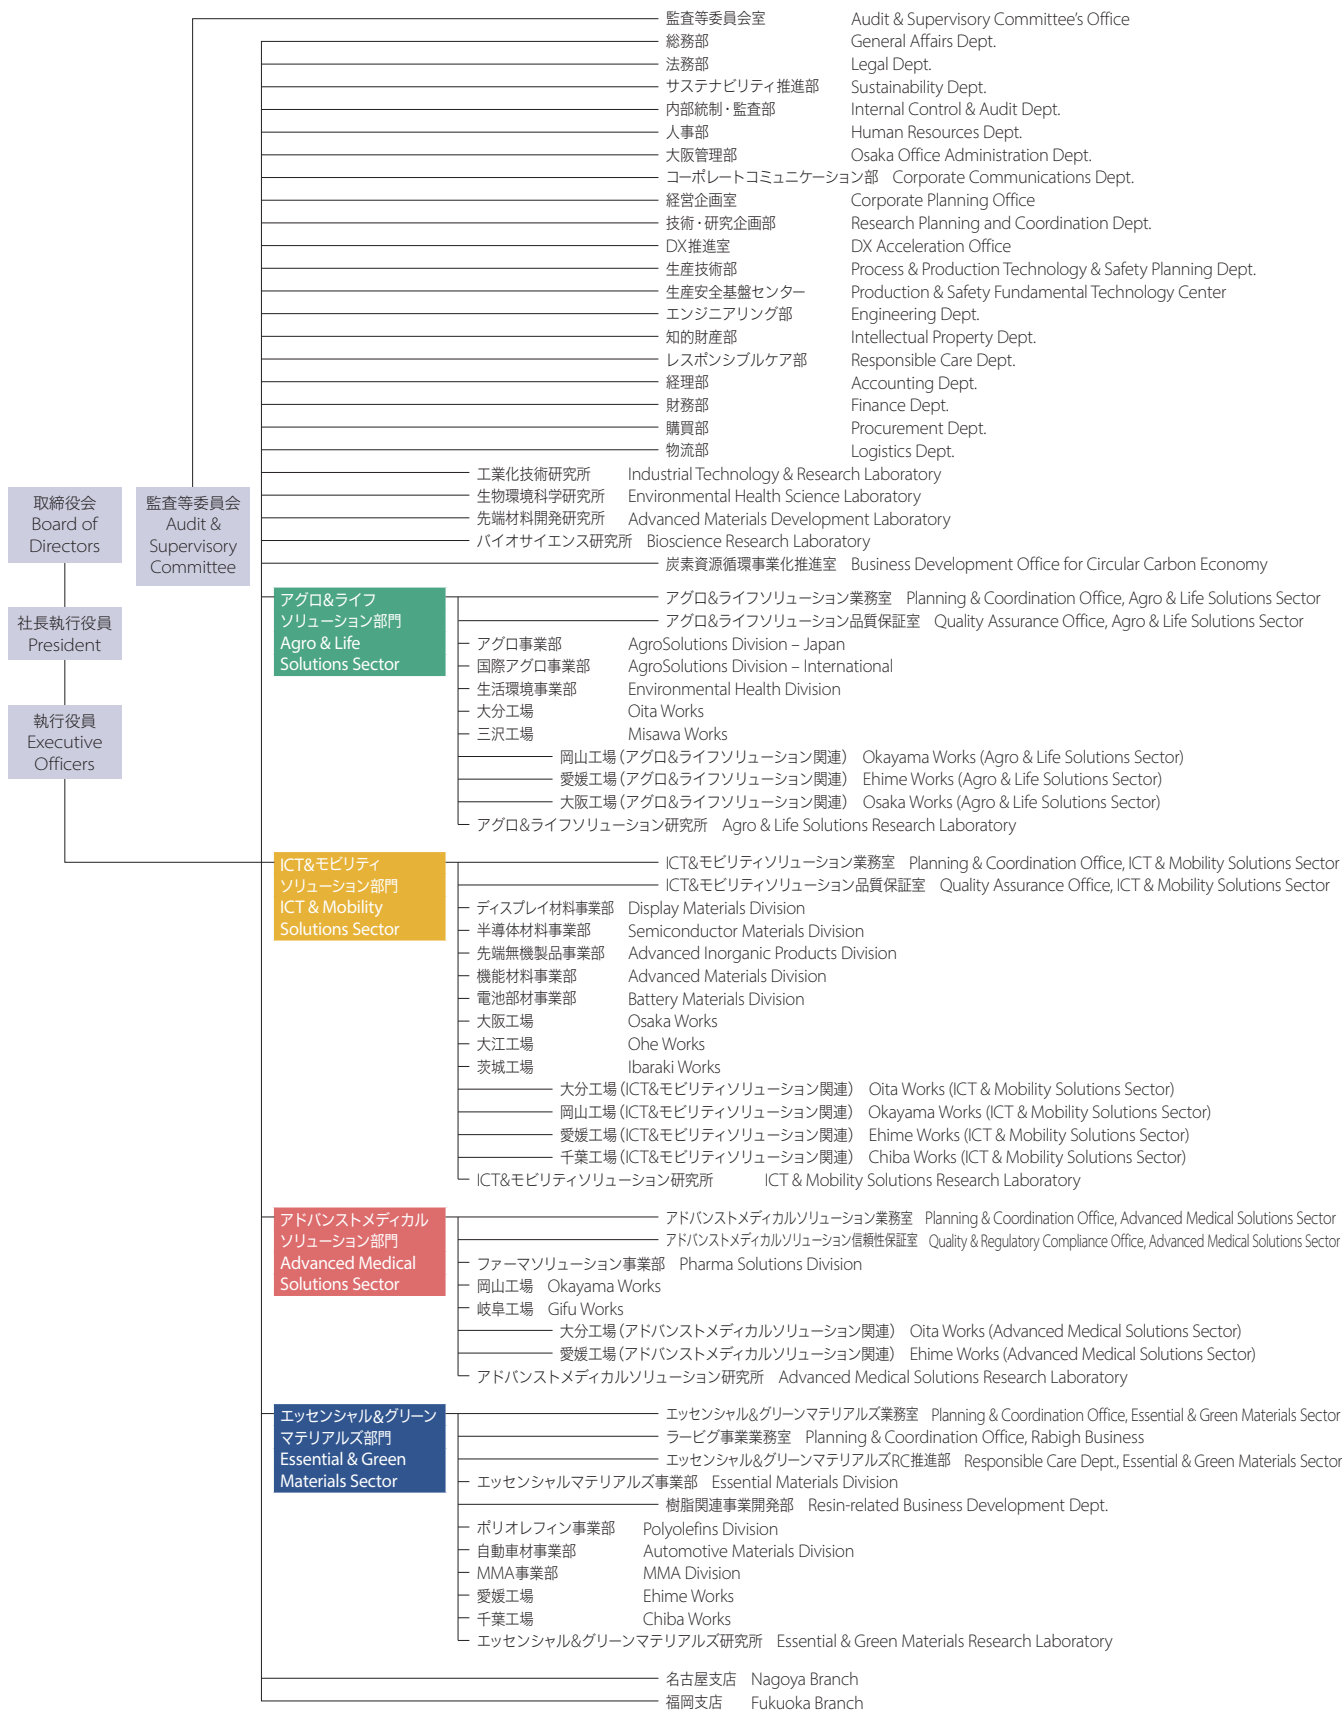 監査等委員会室 Audit & Supervisory Committee's Office
総務部 General Affairs Dept.
法務部 Legal Dept.
サステナビリティ推進部 Sustainability Dept.
内部統制・監査部 Internal Control & Audit Dept.
人事部 Human Resources Dept.
大阪管理部 Osaka Office Administration Dept.
コーポレートコミュニケーション部 Corporate Communications Dept.
経営企画室 Corporate Planning Office
技術・研究企画部 Research Planning and Coordination Dept.
DX推進室 DX Acceleration Office
生産技術部 Process & Production Technology & Safety Planning Dept.
生産安全基盤センター Production & Safety Fundamental Technology Center
エンジニアリング部 Engineering Dept.
知的財産部 Intellectual Property Dept.
レスポンシブルケア部 Responsible Care Dept.
経理部 Accounting Dept.
財務部 Finance Dept.
購買部 Procurement Dept.
物流部 Logistics Dept.
工業化技術研究所 Industrial Technology & Research Laboratory
生物環境科学研究所 Environmental Health Science Laboratory
先端材料開発研究所 Advanced Materials Development Laboratory
バイオサイエンス研究所 Bioscience Research Laboratory
炭素資源循環事業化推進室 Business Development Office for Circular Carbon Economy
取締役会
Board of
Directors
監査等委員会
Audit &
Supervisory
Committee
社長執行役員
President
執行役員
Executive
Officers
アグロ&ライフ
ソリューション部門
Agro & Life
Solutions Sector
アグロ&ライフソリューション業務室 Planning & Coordination Office, Agro & Life Solutions Sector
アグロ&ライフソリューション品質保証室 Quality Assurance Office, Agro & Life Solutions Sector
アグロ事業部 AgroSolutions Division – Japan
国際アグロ事業部 AgroSolutions Division – International
生活環境事業部 Environmental Health Division
大分工場 Oita Works
三沢工場 Misawa Works
岡山工場(アグロ&ライフソリューション関連) Okayama Works (Agro & Life Solutions Sector)
愛媛工場(アグロ&ライフソリューション関連) Ehime Works (Agro & Life Solutions Sector)
大阪工場(アグロ&ライフソリューション関連) Osaka Works (Agro & Life Solutions Sector)
アグロ&ライフソリューション研究所 Agro & Life Solutions Research Laboratory
ICT&モビリティ
ソリューション部門
ICT & Mobility
Solutions Sector
ICT&モビリティソリューション業務室 Planning & Coordination Office, ICT & Mobility Solutions Sector
ICT&モビリティソリューション品質保証室 Quality Assurance Office, ICT & Mobility Solutions Sector
ディスプレイ材料事業部 Display Materials Division
半導体材料事業部 Semiconductor Materials Division
先端無機製品事業部 Advanced Inorganic Products Division
機能材料事業部 Advanced Materials Division
電池部材事業部 Battery Materials Division
大阪工場 Osaka Works
大江工場 Ohe Works
茨城工場 Ibaraki Works
大分工場(ICT&モビリティソリューション関連) Oita Works (ICT & Mobility Solutions Sector)
岡山工場(ICT&モビリティソリューション関連) Okayama Works (ICT & Mobility Solutions Sector)
愛媛工場(ICT&モビリティソリューション関連) Ehime Works (ICT & Mobility Solutions Sector)
千葉工場(ICT&モビリティソリューション関連) Chiba Works (ICT & Mobility Solutions Sector)
ICT&モビリティソリューション研究所 ICT & Mobility Solutions Research Laboratory
アドバンストメディカル
ソリューション部門
Advanced Medical
Solutions Sector
アドバンストメディカルソリューション業務室 Planning & Coordination Office, Advanced Medical Solutions Sector
アドバンストメディカルソリューション信頼性保証室 Quality & Regulatory Compliance Office, Advanced Medical Solutions Sector
ファーマソリューション事業部 Pharma Solutions Division
岡山工場 Okayama Works
岐阜工場 Gifu Works
大分工場(アドバンストメディカルソリューション関連) Oita Works (Advanced Medical Solutions Sector)
愛媛工場(アドバンストメディカルソリューション関連) Ehime Works (Advanced Medical Solutions Sector)
アドバンストメディカルソリューション研究所 Advanced Medical Solutions Research Laboratory
エッセンシャル&グリーン
マテリアルズ部門
Essential & Green
Materials Sector
エッセンシャル&グリーンマテリアルズ業務室 Planning & Coordination Office, Essential & Green Materials Sector
ラービグ事業業務室 Planning & Coordination Office, Rabigh Business
エッセンシャル&グリーンマテリアルズRC推進部 Responsible Care Dept., Essential & Green Materials Sector
エッセンシャルマテリアルズ事業部 Essential Materials Division
樹脂関連事業開発部 Resin-related Business Development Dept.
ポリオレフィン事業部 Polyolefins Division
自動車材事業部 Automotive Materials Division
MMA事業部 MMA Division
愛媛工場 Ehime Works
千葉工場 Chiba Works
エッセンシャル&グリーンマテリアルズ研究所 Essential & Green Materials Research Laboratory
名古屋支店 Nagoya Branch
福岡支店 Fukuoka Branch